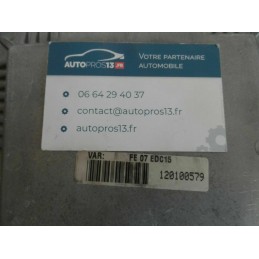 AUTOPROS13.FR
VOTRE PARTENAIRE
AUTOMOBILE
06 64 29 40 37
contact@autopros13.fr
autopros13.fr
VAR: PE 07 EDC15
120100579